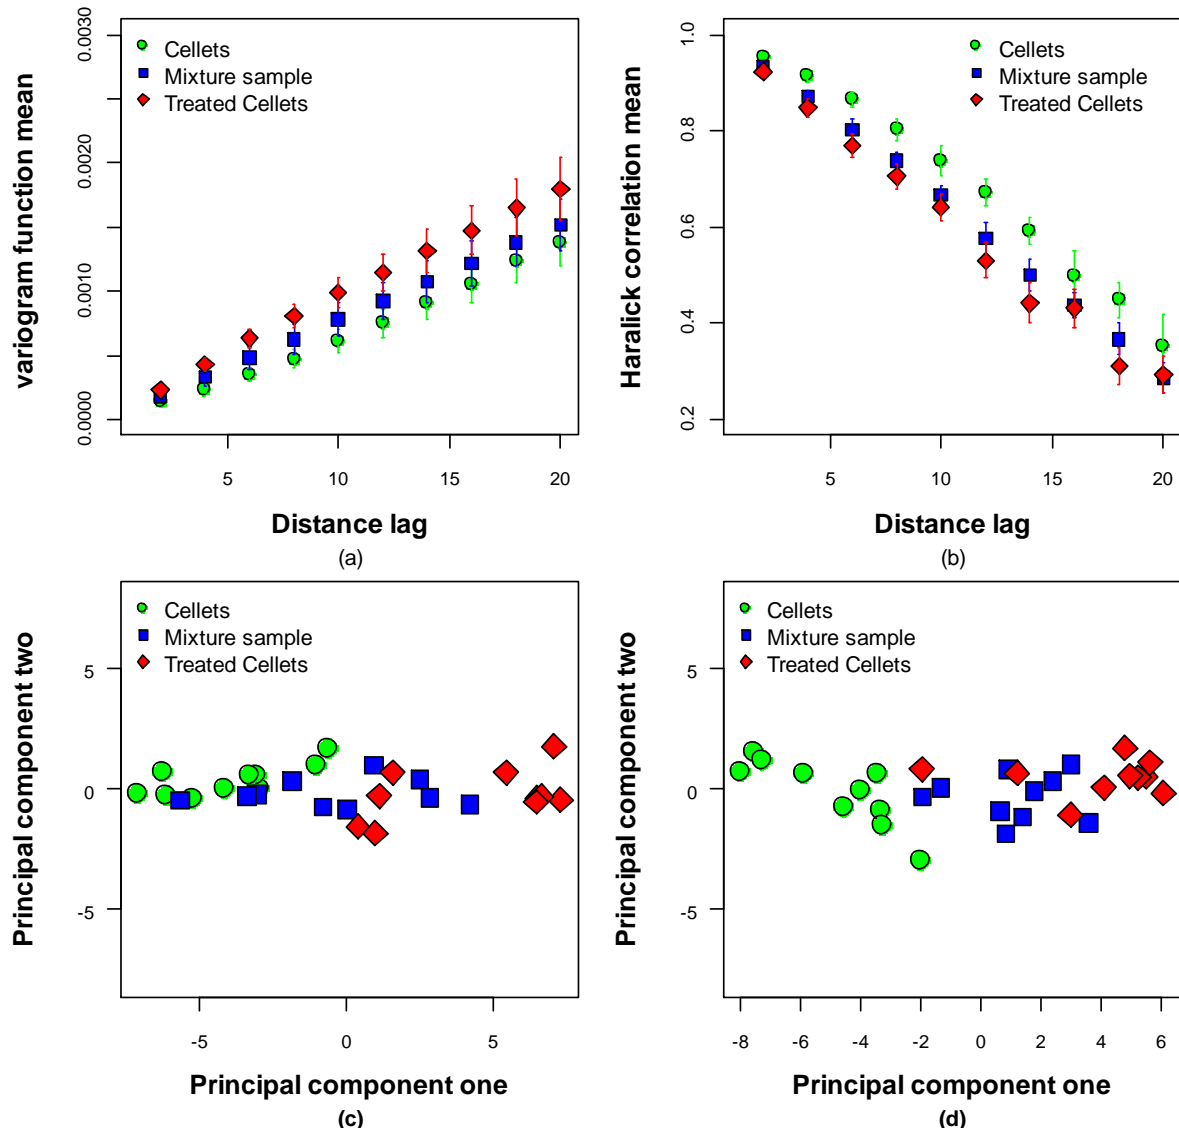 variogram function mean
0.0030
0.0020
0.0010
0.0000
Cellets
Mixture sample
Treated Cellets
5
10
15
20
Distance lag
(a)
Haralick correlation mean
1.0
0.8
0.6
0.4
0.2
Cellets
Mixture sample
Treated Cellets
5
10
15
20
Distance lag
(b)
Principal component two
5
0
-5
Cellets
Mixture sample
Treated Cellets
-5
0
5
Principal component one
(c)
Principal component two
5
0
-5
Cellets
Mixture sample
Treated Cellets
-8
-6
-4
-2
0
2
4
6
Principal component one
(d)